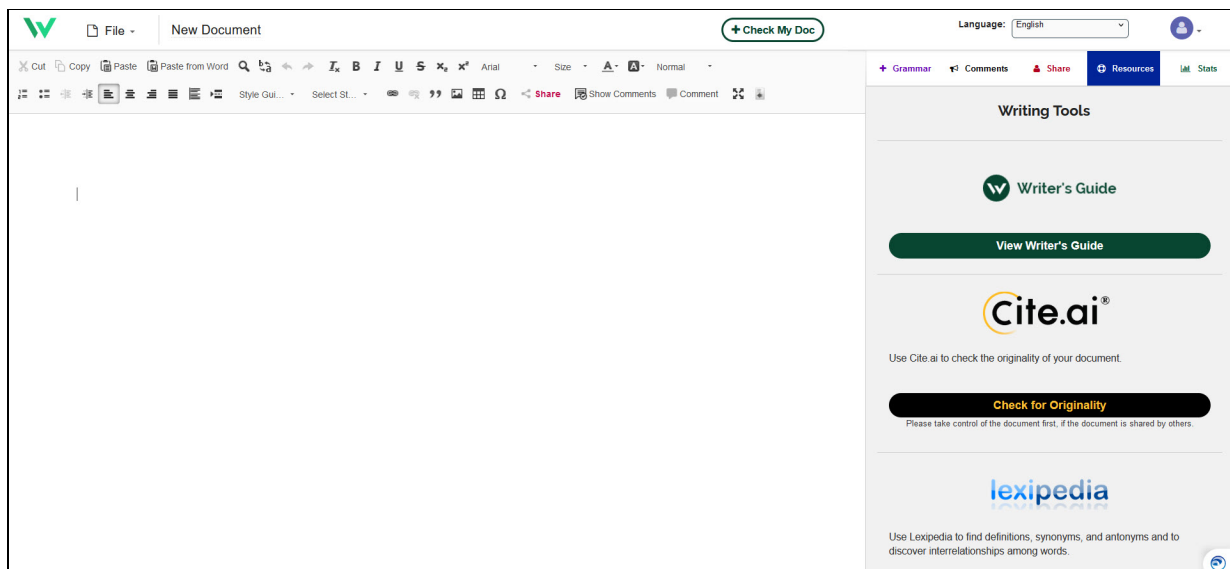 File
New Document
+ Check My Doc
Language: English
Cut Copy Paste Paste from Word Arial Size Normal
Style Gui... Select St... Share Show Comments Comment
+ Grammar Comments Share Resources Stats
Writing Tools
Writer's Guide
View Writer's Guide
Cite.ai®
Use Cite.ai to check the originality of your document.
Check for Originality
Please take control of the document first, if the document is shared by others.
lexipedia
Use Lexipedia to find definitions, synonyms, and antonyms and to
discover interrelationships among words.